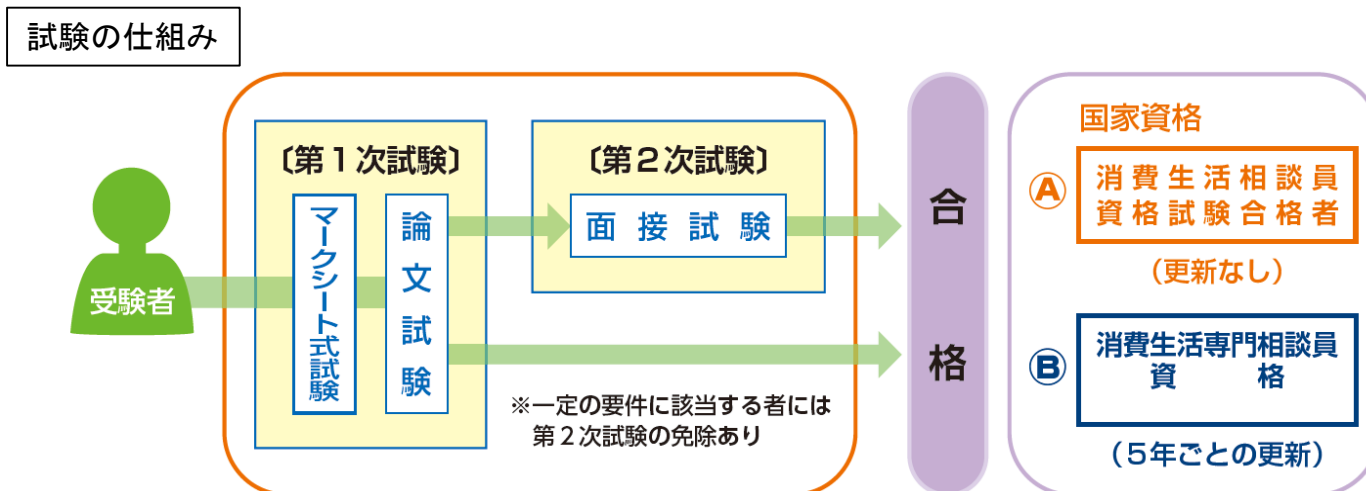 試験の仕組み
受験者
〔第1次試験〕
マークシート式試験
論文試験
〔第2次試験〕
面接試験
※一定の要件に該当する者には
第2次試験の免除あり
合格
国家資格
Ⓐ
消費生活相談員
資格試験合格者
（更新なし）
Ⓑ
消費生活専門相談員
資格
（5年ごとの更新）